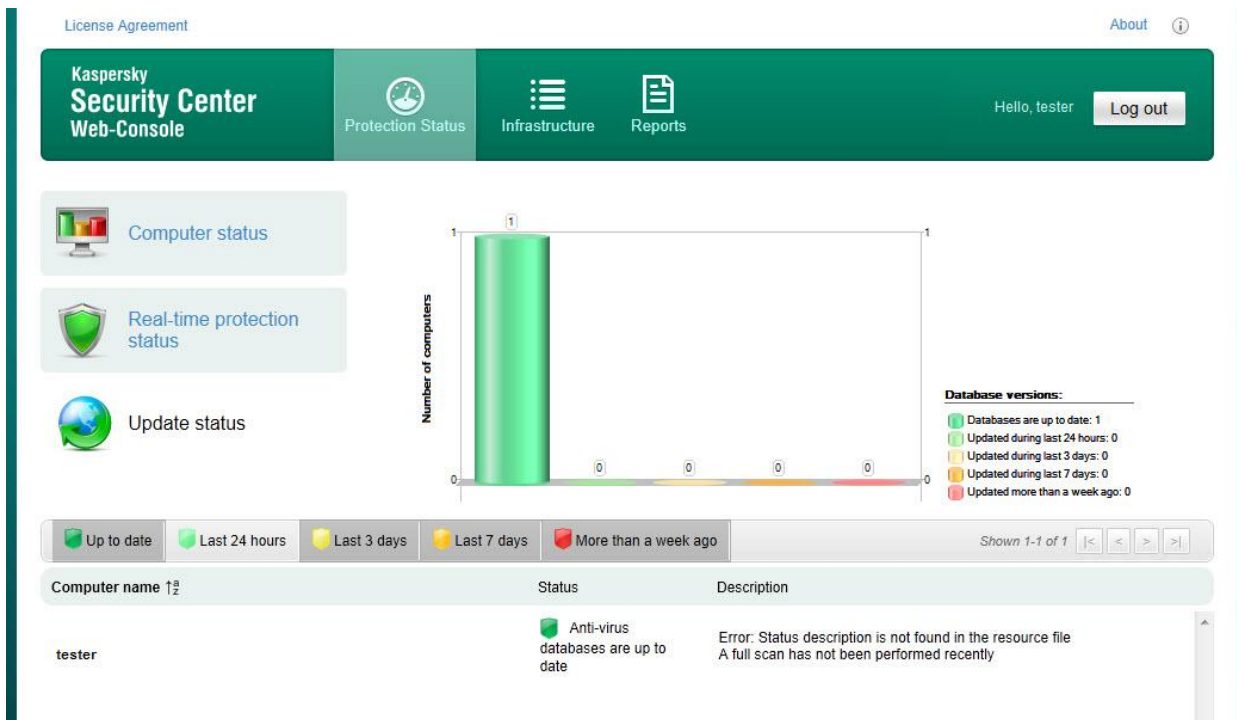 License Agreement
About
Kaspersky
Security Center
Web-Console
Protection Status
Infrastructure
Reports
Hello, tester
Log out
Computer status
Real-time protection
status
Update status
Number of computers
1
1
1
0
0
0
0
0
0
Database versions:
Databases are up to date: 1
Updated during last 24 hours: 0
Updated during last 3 days: 0
Updated during last 7 days: 0
Updated more than a week ago: 0
Up to date
Last 24 hours
Last 3 days
Last 7 days
More than a week ago
Shown 1-1 of 1
|<
<
>
>|
Computer name ↑a z
Status
Description
tester
Anti-virus
databases are up to
date
Error: Status description is not found in the resource file
A full scan has not been performed recently